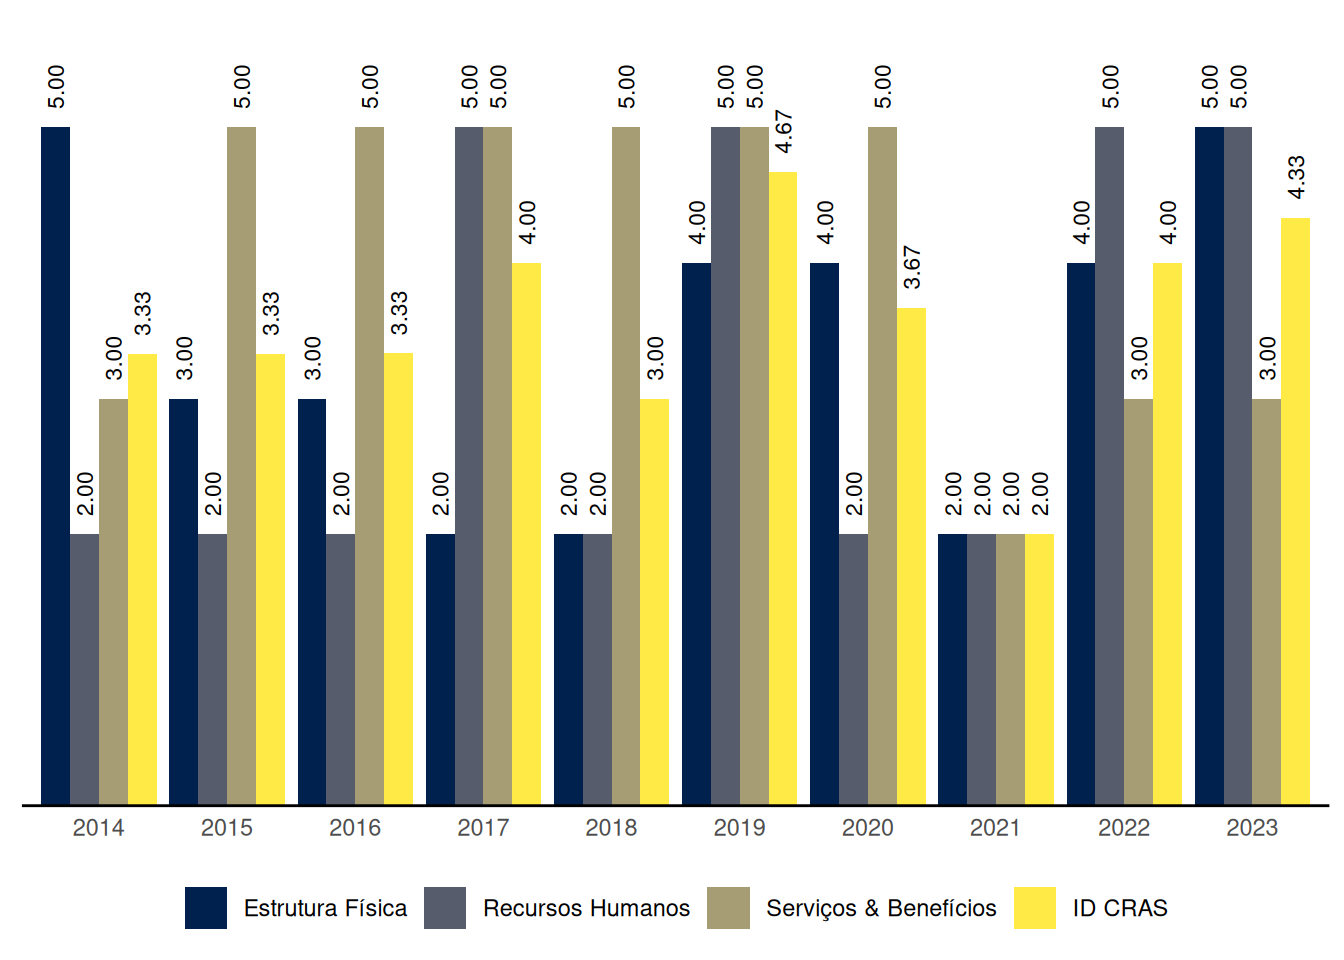 5.00 2.00 3.00 3.33 3.00 2.00 5.00 3.33 3.00 2.00 5.00 3.33 2.00 5.00 5.00 4.00 2.00 2.00 5.00 3.00 4.00 5.00 5.00 4.67 4.00 2.00 5.00 3.67 2.00 2.00 2.00 2.00 4.00 5.00 3.00 4.00 5.00 5.00 3.00 4.33
2014 2015 2016 2017 2018 2019 2020 2021 2022 2023
Estrutura Física Recursos Humanos Serviços & Benefícios ID CRAS